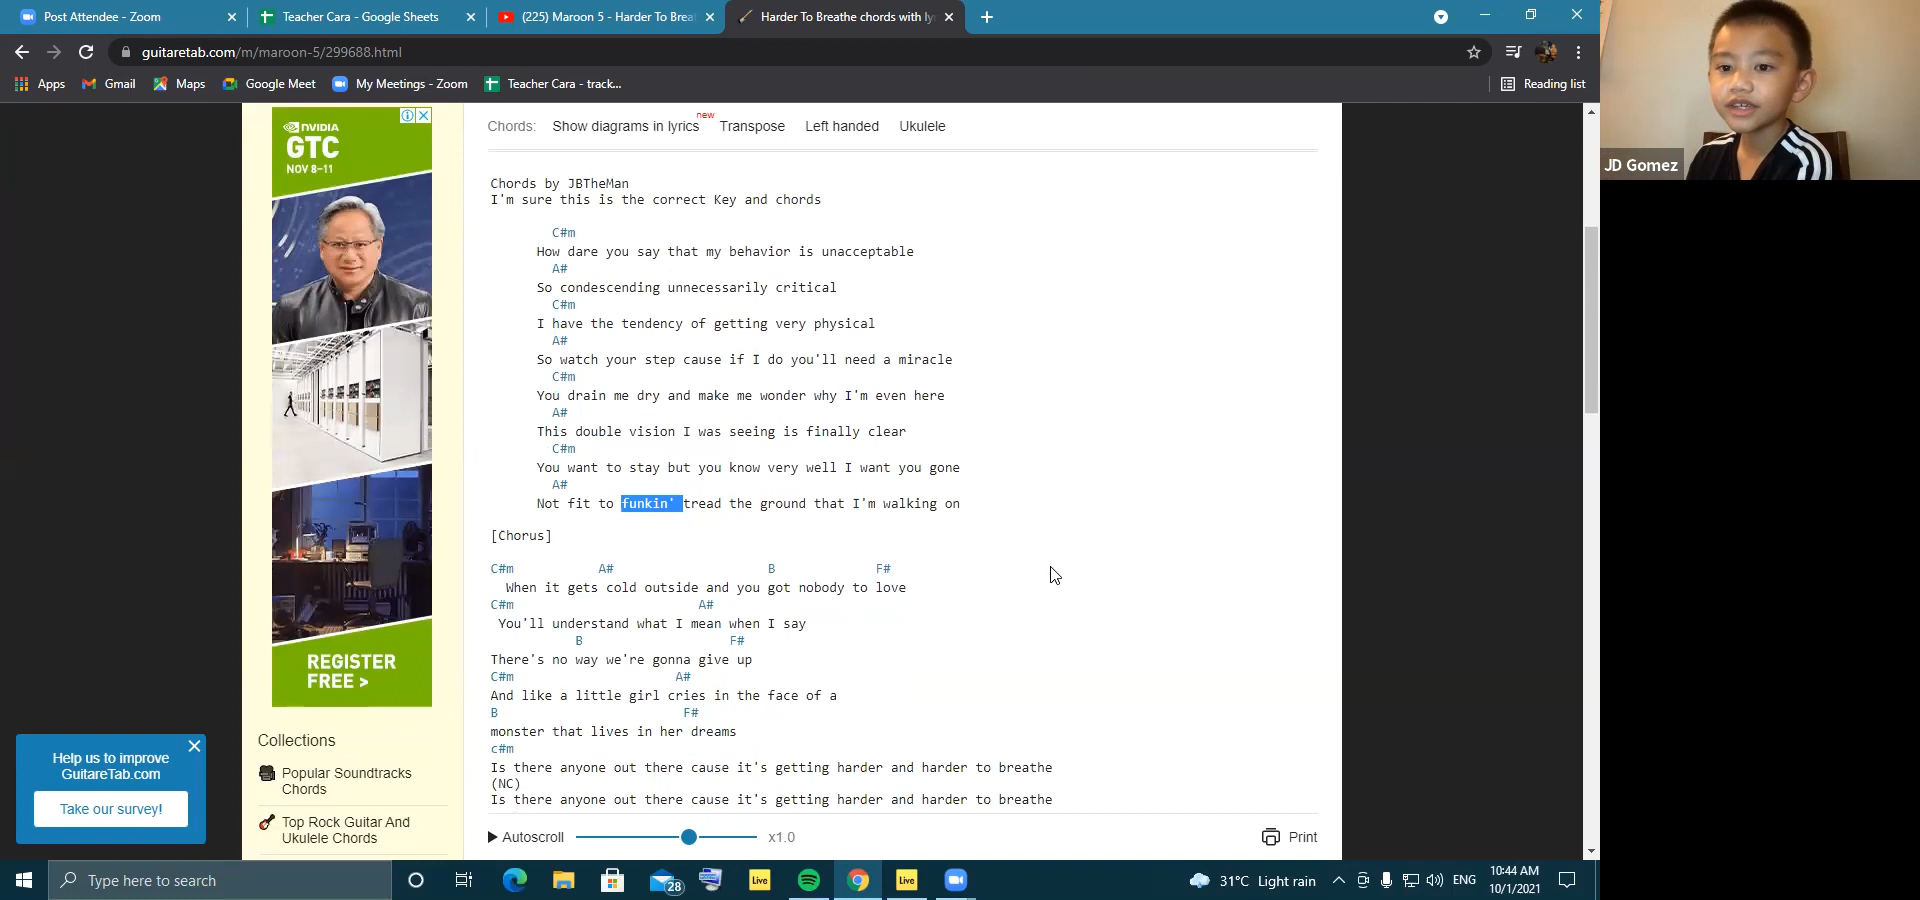 Post Attendee - Zoom
Teacher Cara - Google Sheets
(225) Maroon 5 - Harder To Brea
Harder To Breathe chords with ly
guitaretab.com/m/maroon-5/299688.html
Apps
Gmail
Maps
Google Meet
My Meetings - Zoom
Teacher Cara - track...
Reading list
JD Gomez
NVIDIA
GTC
NOV 8–11
REGISTER
FREE >
Chords:
Show diagrams in lyrics
new
Transpose
Left handed
Ukulele
Chords by JBTheMan
I'm sure this is the correct Key and chords
C#m
How dare you say that my behavior is unacceptable
A#
So condescending unnecessarily critical
C#m
I have the tendency of getting very physical
A#
So watch your step cause if I do you'll need a miracle
C#m
You drain me dry and make me wonder why I'm even here
A#
This double vision I was seeing is finally clear
C#m
You want to stay but you know very well I want you gone
A#
Not fit to funkin' tread the ground that I'm walking on
[Chorus]
C#m A# B F#
When it gets cold outside and you got nobody to love
C#m A#
You'll understand what I mean when I say
B F#
There's no way we're gonna give up
C#m A#
And like a little girl cries in the face of a
B F#
monster that lives in her dreams
c#m
Is there anyone out there cause it's getting harder and harder to breathe
(NC)
Is there anyone out there cause it's getting harder and harder to breathe
Autoscroll
x1.0
Print
Collections
Popular Soundtracks
Chords
Top Rock Guitar And
Ukulele Chords
Help us to improve
GuitareTab.com
Take our survey!
Type here to search
28
Live
Live
31°C Light rain
ENG
10:44 AM
10/1/2021